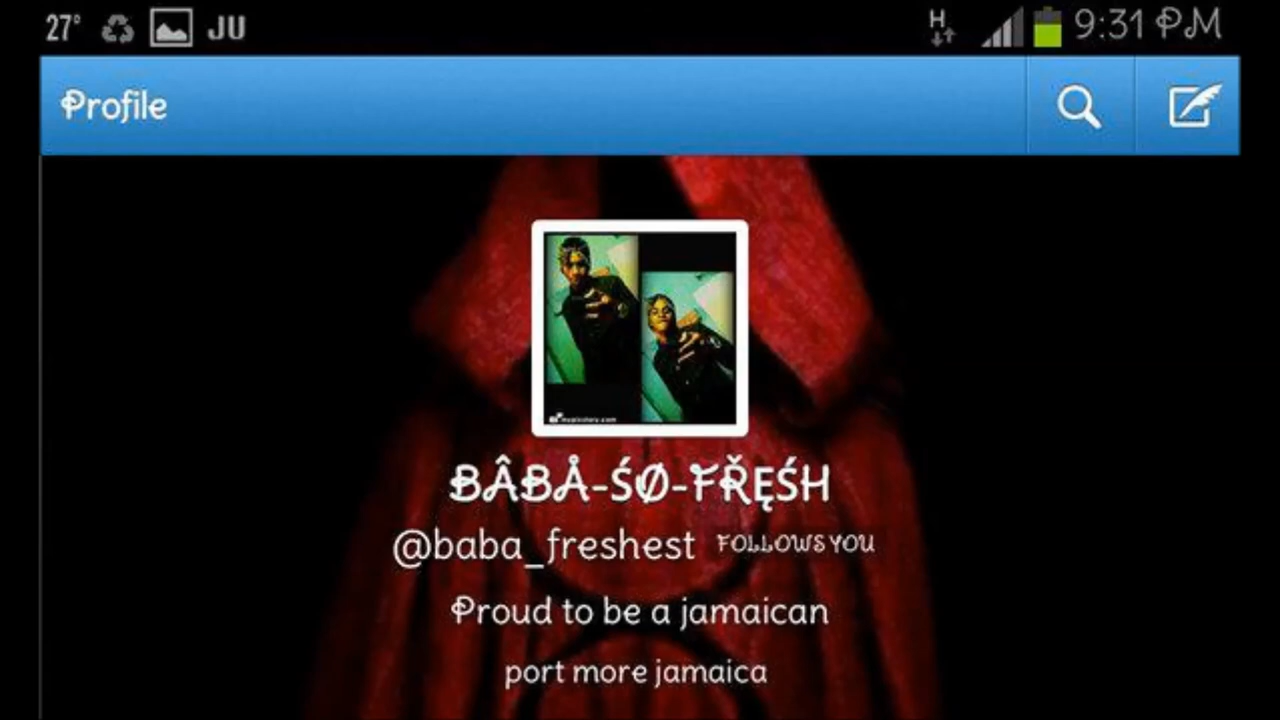 27° JU H 9:31 PM
Profile
BÂBÅ-ŚØ-FŘĘŚH
@baba_freshest FOLLOWS YOU
Proud to be a jamaican
port more jamaica